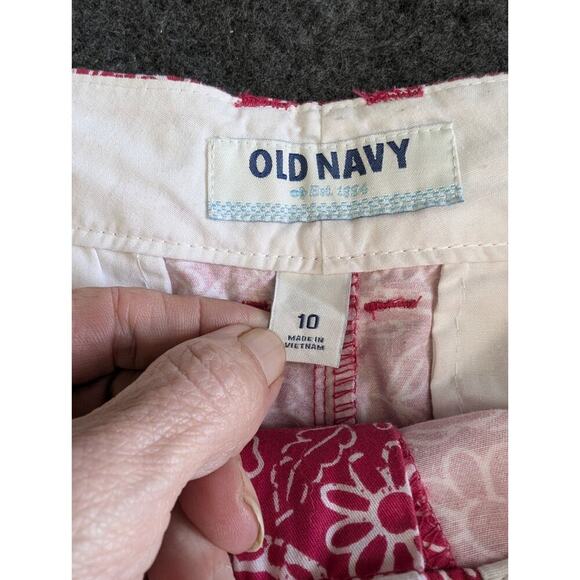 OLD NAVY
Est. 1994
10
MADE IN
VIETNAM